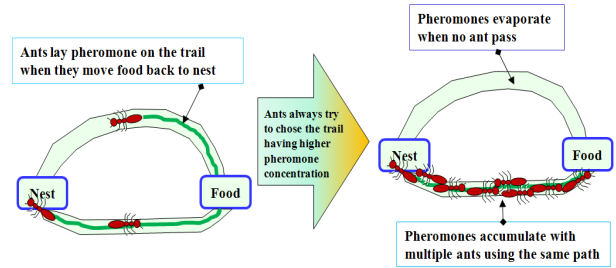 Ants lay pheromone on the trail
when they move food back to nest
Nest
Food
Ants always try
to chose the trail
having higher
pheromone
concentration
Pheromones evaporate
when no ant pass
Nest
Food
Pheromones accumulate with
multiple ants using the same path